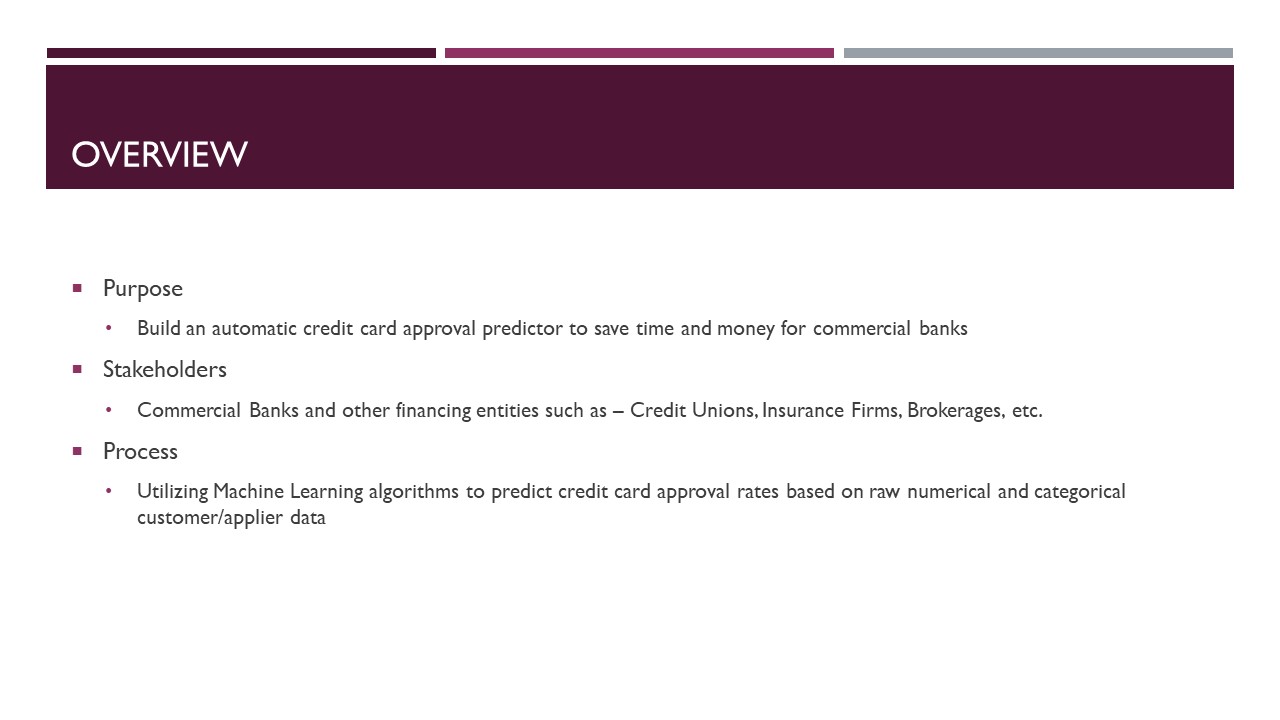 OVERVIEW
Purpose
Build an automatic credit card approval predictor to save time and money for commercial banks
Stakeholders
Commercial Banks and other financing entities such as – Credit Unions, Insurance Firms, Brokerages, etc.
Process
Utilizing Machine Learning algorithms to predict credit card approval rates based on raw numerical and categorical
customer/applier data